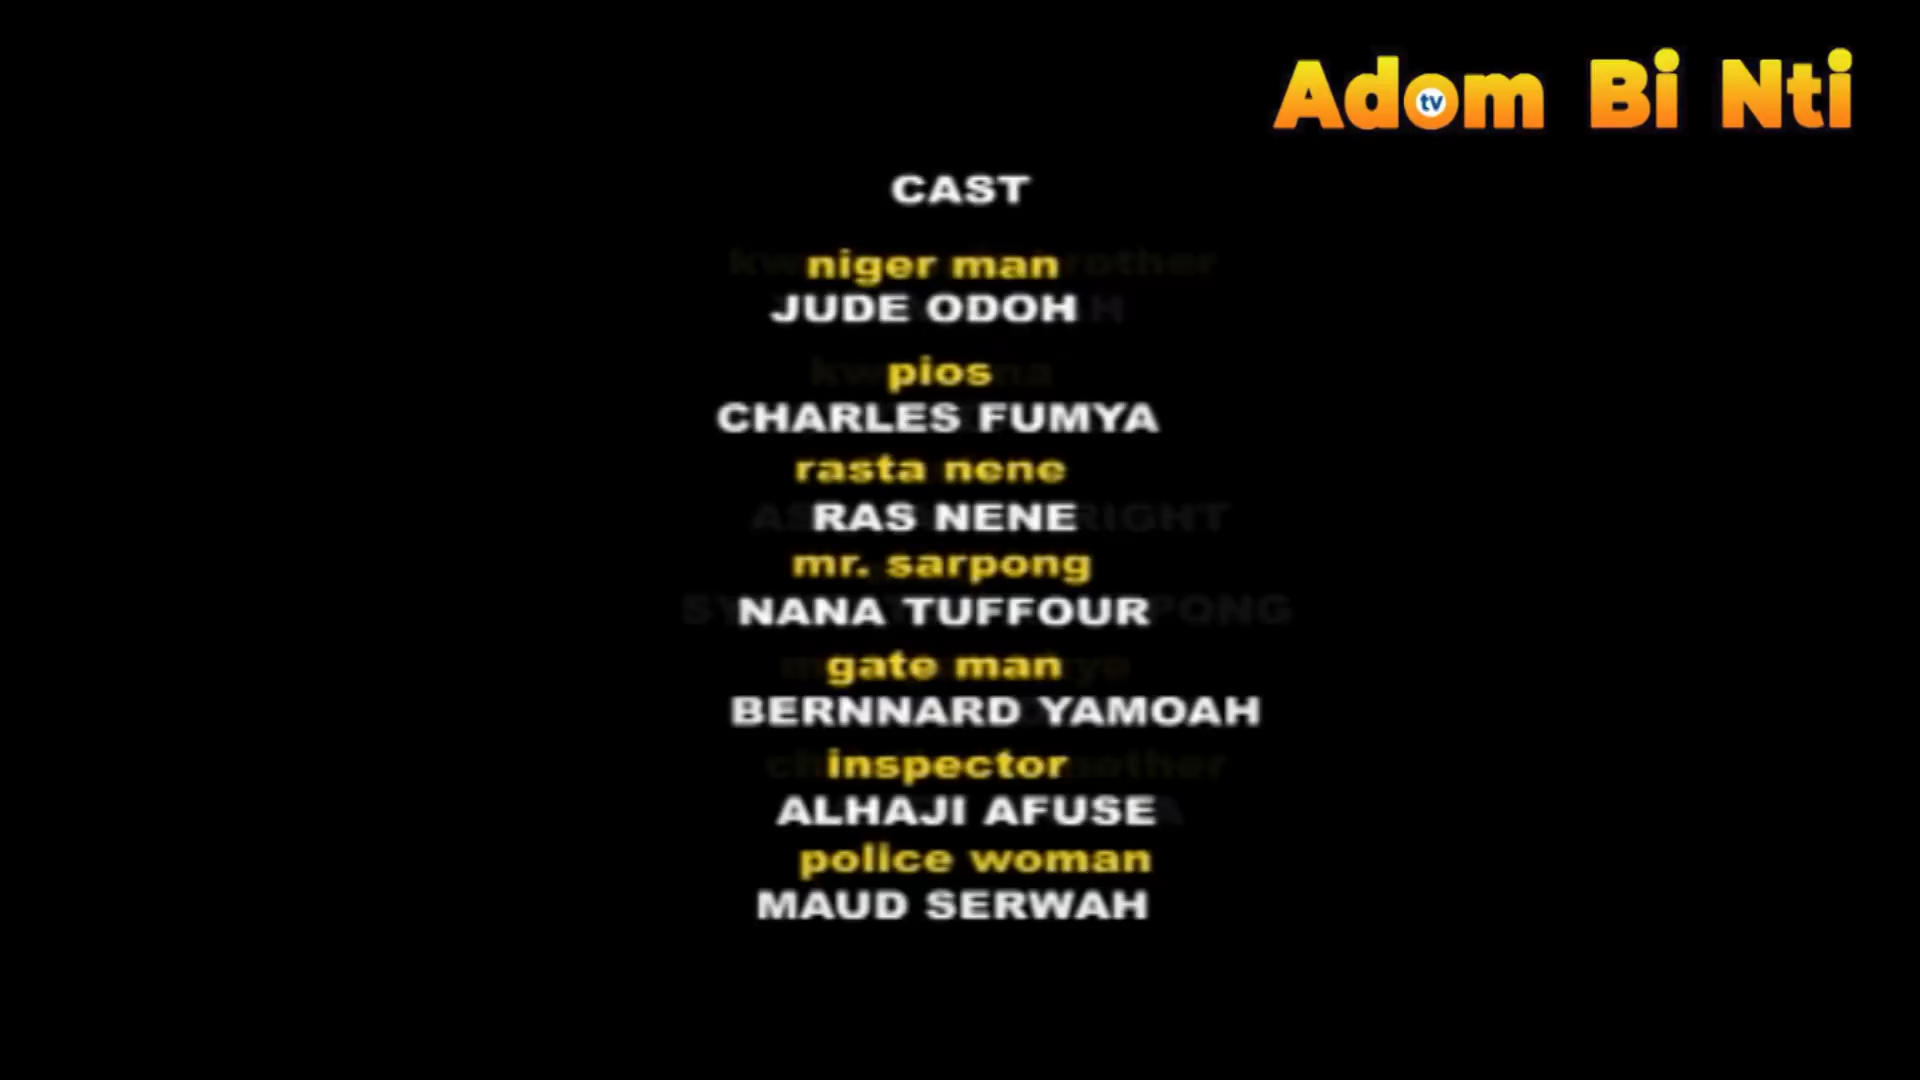 Adom Bi Nti
tv
CAST
niger man
JUDE ODOH
pios
CHARLES FUMYA
rasta nene
RAS NENE
mr. sarpong
NANA TUFFOUR
gate man
BERNNARD YAMOAH
inspector
ALHAJI AFUSE
police woman
MAUD SERWAH